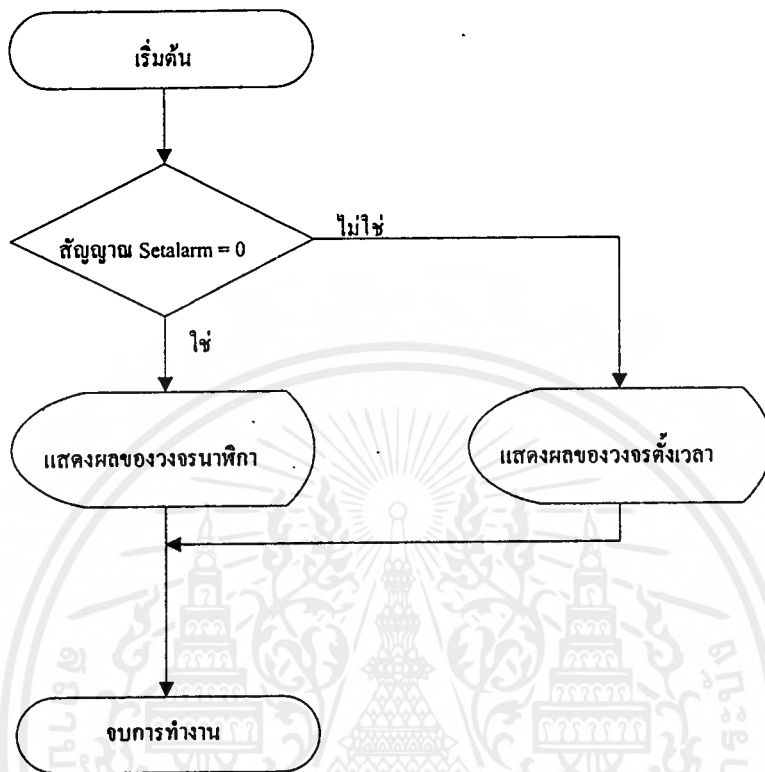 เริ่มต้น
สัญญาณ Setalarm = 0
ไม่ใช่
ใช่
แสดงผลของวงจรนาฬิกา
แสดงผลของวงจรตั้งเวลา
จบการทำงาน